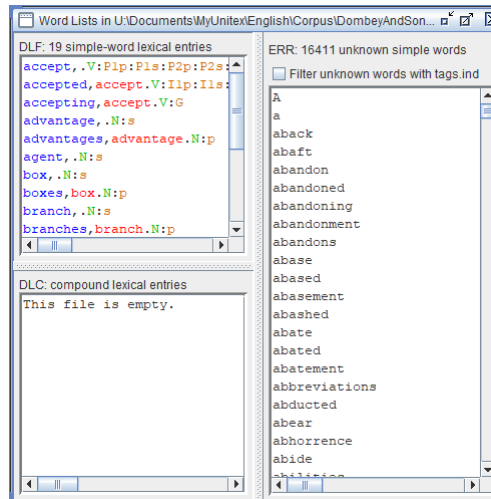 Word Lists in U:\Documents\MyUnitex\English\Corpus\DombeyAndSon...
DLF: 19 simple-word lexical entries
accept,.V:P1p:P1s:P2p:P2s:
accepted,accept.V:I1p:I1s:
accepting,accept.V:G
advantage,.N:s
advantages,advantage.N:p
agent,.N:s
box,.N:s
boxes,box.N:p
branch,.N:s
branches,branch.N:p
DLC: compound lexical entries
This file is empty.
ERR: 16411 unknown simple words
Filter unknown words with tags.ind
A
a
aback
abaft
abandon
abandoned
abandoning
abandonment
abandons
abase
based
abasement
abashed
abate
abated
abatement
abbreviations
abducted
abear
abhorrence
abide
abilities